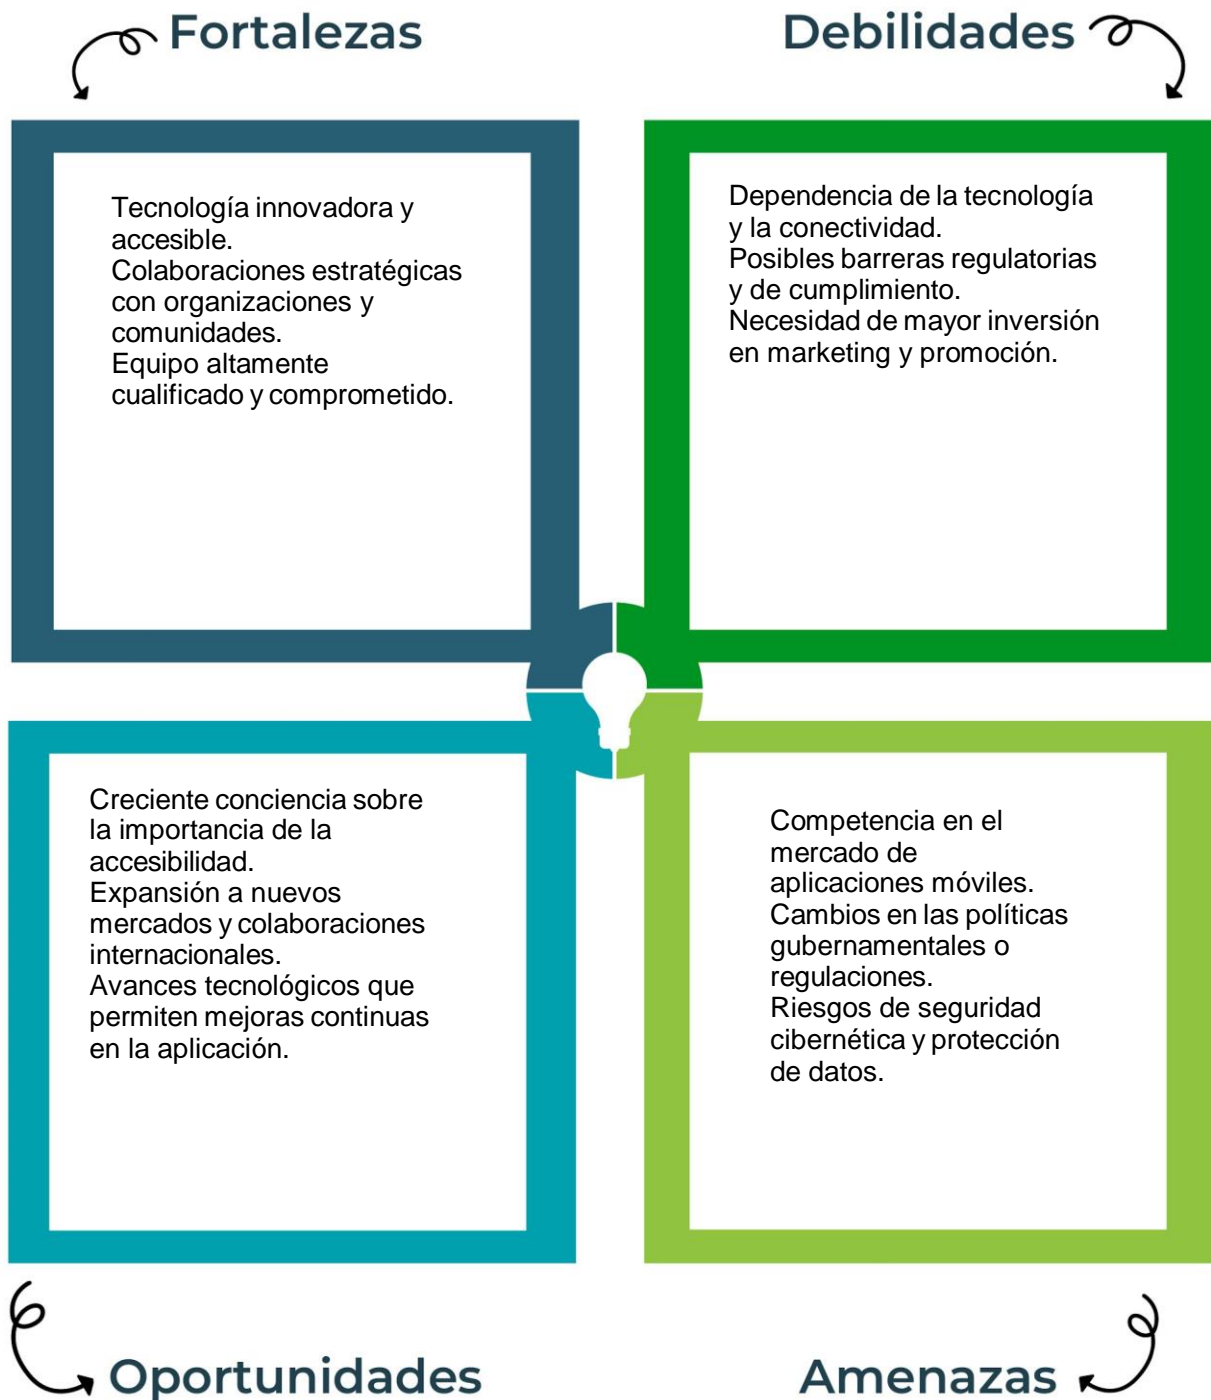 Fortalezas
Tecnología innovadora y
accesible.
Colaboraciones estratégicas
con organizaciones y
comunidades.
Equipo altamente
cualificado y comprometido.
Debilidades
Dependencia de la tecnología
y la conectividad.
Posibles barreras regulatorias
y de cumplimiento.
Necesidad de mayor inversión
en marketing y promoción.
Creciente conciencia sobre
la importancia de la
accesibilidad.
Expansión a nuevos
mercados y colaboraciones
internacionales.
Avances tecnológicos que
permiten mejoras continuas
en la aplicación.
Oportunidades
Competencia en el
mercado de
aplicaciones móviles.
Cambios en las políticas
gubernamentales o
regulaciones.
Riesgos de seguridad
cibernética y protección
de datos.
Amenazas